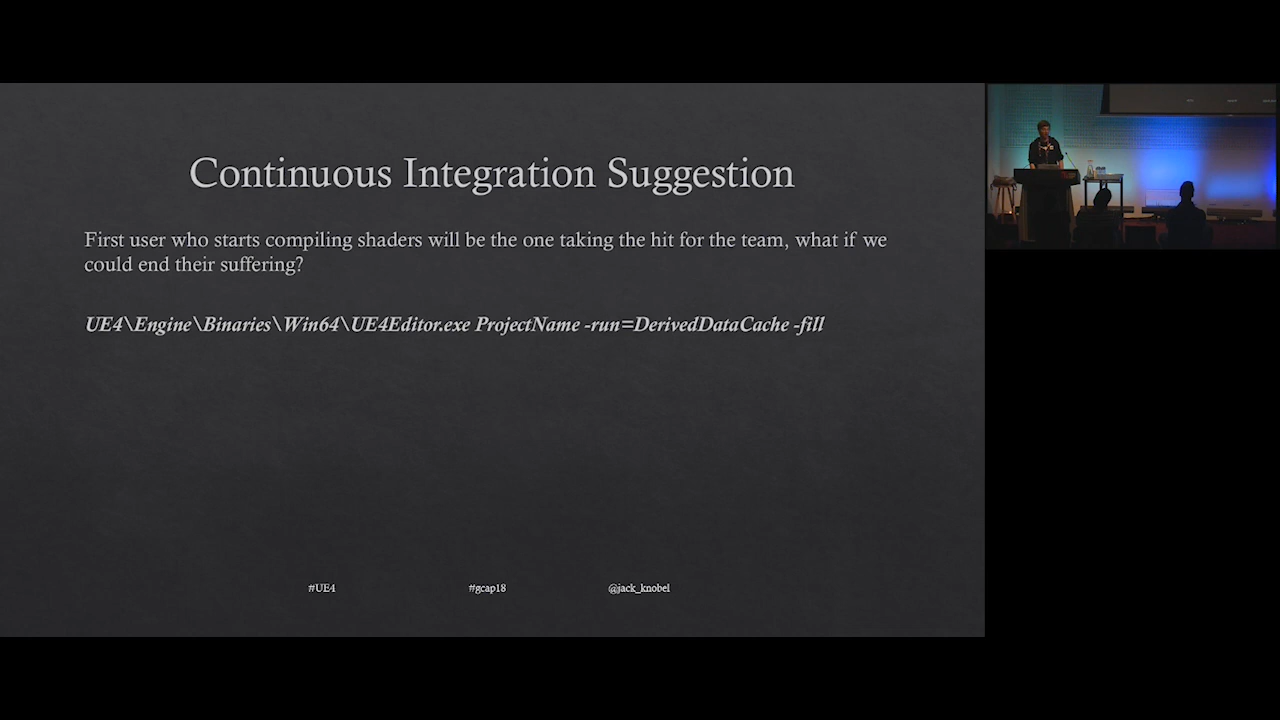 Continuous Integration Suggestion
First user who starts compiling shaders will be the one taking the hit for the team, what if we
could end their suffering?
UE4\Engine\Binaries\Win64\UE4Editor.exe ProjectName -run=DerivedDataCache -fill
#UE4 #gcap18 @jack_knobel